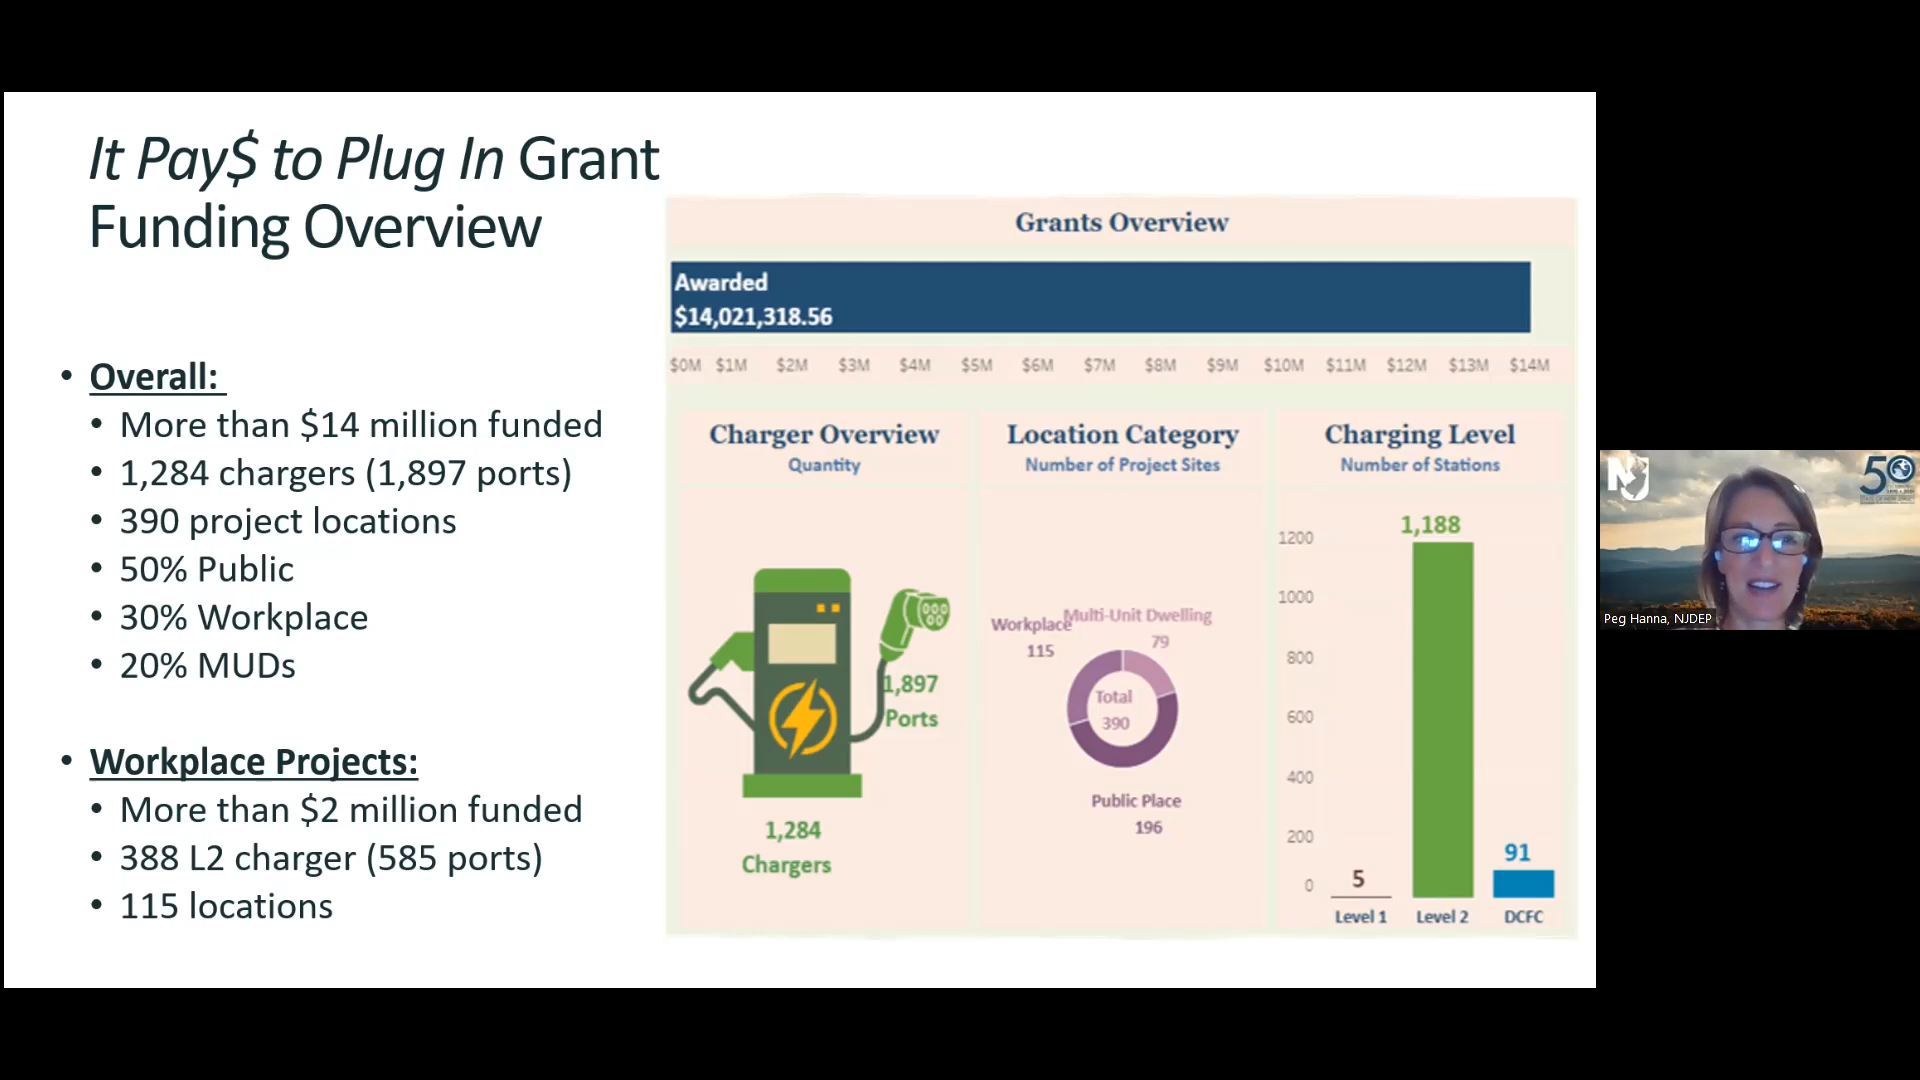 It Pay$ to Plug In Grant
Funding Overview
• Overall:
• More than $14 million funded
• 1,284 chargers (1,897 ports)
• 390 project locations
• 50% Public
• 30% Workplace
• 20% MUDs
• Workplace Projects:
• More than $2 million funded
• 388 L2 charger (585 ports)
• 115 locations
Grants Overview
Awarded
$14,021,318.56
$0M $1M $2M $3M $4M $5M $6M $7M $8M $9M $10M $11M $12M $13M $14M
Charger Overview
Quantity
1,897
Ports
1,284
Chargers
Location Category
Number of Project Sites
Workplace
115
Multi-Unit Dwelling
79
Total
390
Public Place
196
Charging Level
Number of Stations
1200
1000
800
600
400
200
0
5
1,188
91
Level 1 Level 2 DCFC
NJ
50
Peg Hanna, NJDEP